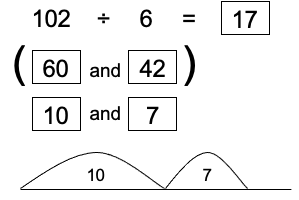 102 ÷ 6 = 17
( 60 and 42 )
10 and 7
10 7